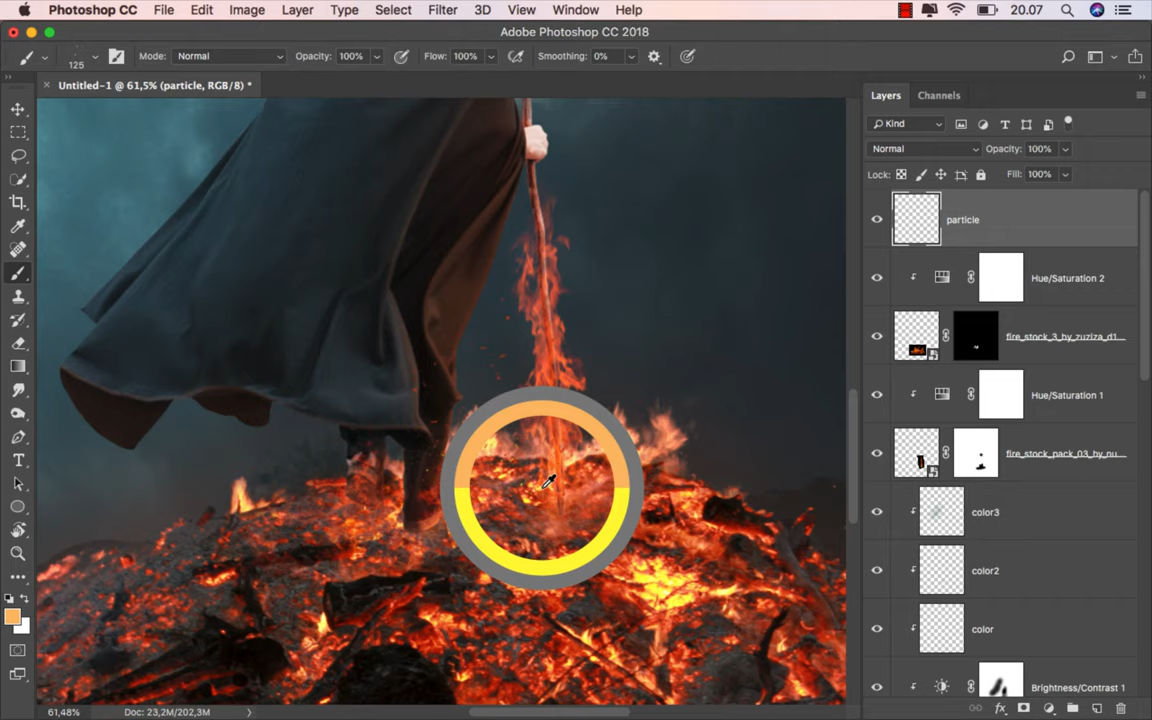 Photoshop CC File Edit Image Layer Type Select Filter 3D View Window Help 20.07
Adobe Photoshop CC 2018
125 Mode: Normal Opacity: 100% Flow: 100% Smoothing: 0%
Untitled-1 @ 61,5% (particle, RGB/8) *
Layers Channels
Kind
Normal Opacity: 100%
Lock: Fill: 100%
particle
Hue/Saturation 2
fire_stock_3_by_zuziza_d1...
Hue/Saturation 1
fire_stock_pack_03_by_nu...
color3
color2
color
Brightness/Contrast 1
61,48% Doc: 23,2M/202,3M